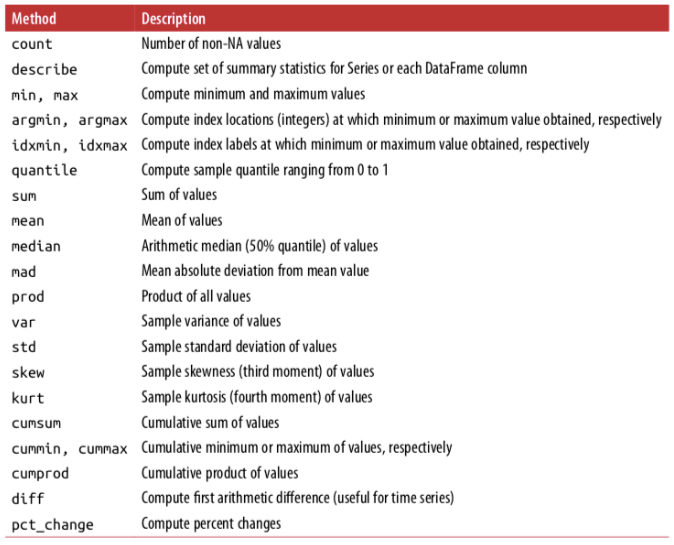 Method Description
count Number of non-NA values
describe Compute set of summary statistics for Series or each DataFrame column
min, max Compute minimum and maximum values
argmin, argmax Compute index locations (integers) at which minimum or maximum value obtained, respectively
idxmin, idxmax Compute index labels at which minimum or maximum value obtained, respectively
quantile Compute sample quantile ranging from 0 to 1
sum Sum of values
mean Mean of values
median Arithmetic median (50% quantile) of values
mad Mean absolute deviation from mean value
prod Product of all values
var Sample variance of values
std Sample standard deviation of values
skew Sample skewness (third moment) of values
kurt Sample kurtosis (fourth moment) of values
cumsum Cumulative sum of values
cummin, cummax Cumulative minimum or maximum of values, respectively
cumprod Cumulative product of values
diff Compute first arithmetic difference (useful for time series)
pct_change Compute percent changes